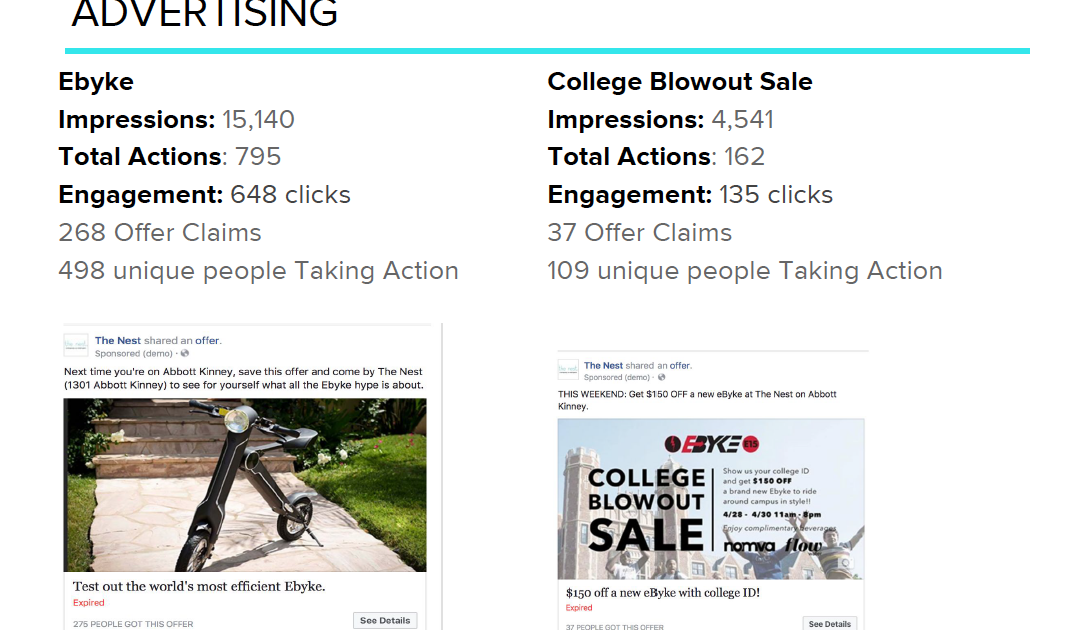 ADVERTISING
Ebyke
Impressions: 15,140
Total Actions: 795
Engagement: 648 clicks
268 Offer Claims
498 unique people Taking Action
College Blowout Sale
Impressions: 4,541
Total Actions: 162
Engagement: 135 clicks
37 Offer Claims
109 unique people Taking Action
the nest.
The Nest shared an offer.
Sponsored (demo) ·
Next time you're on Abbott Kinney, save this offer and come by The Nest
(1301 Abbott Kinney) to see for yourself what all the Ebyke hype is about.
Test out the world's most efficient Ebyke.
Expired
275 PEOPLE GOT THIS OFFER
See Details
the nest.
The Nest shared an offer.
Sponsored (demo) ·
THIS WEEKEND: Get $150 OFF a new eByke at The Nest on Abbott
Kinney.
EBYKE E15
COLLEGE
BLOWOUT
SALE
Show us your college ID
and get $150 OFF
a brand new Ebyke to ride
around campus in style!!
4/28 - 4/30 11am - 8pm
Enjoy complimentary beverages
nomva flow
$150 off a new eByke with college ID!
Expired
37 PEOPLE GOT THIS OFFER
See Details